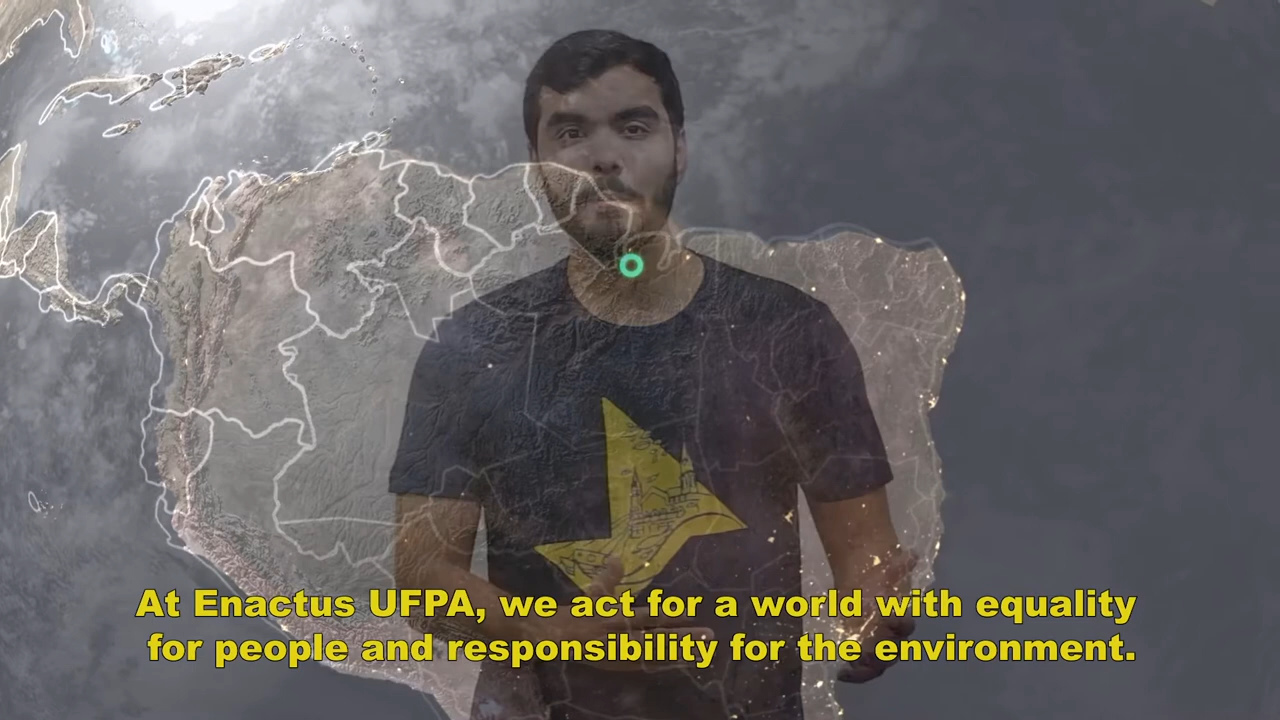 At Enactus UFPA, we act for a world with equality
for people and responsibility for the environment.